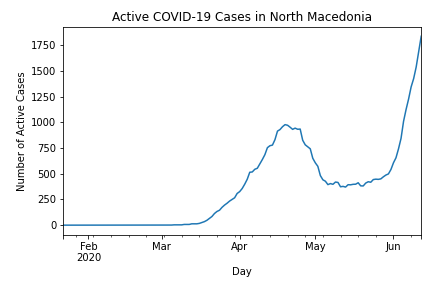 Active COVID-19 Cases in North Macedonia
Number of Active Cases
1750
1500
1250
1000
750
500
250
0
Feb Mar Apr May Jun
2020
Day